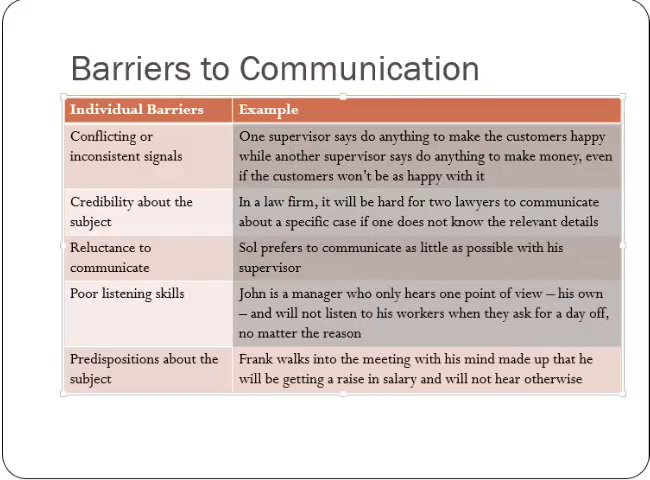 Barriers to Communication
Individual Barriers
Example
Conflicting or
inconsistent signals
One supervisor says do anything to make the customers happy
while another supervisor says do anything to make money, even
if the customers won't be as happy with it
Credibility about the
subject
In a law firm, it will be hard for two lawyers to communicate
about a specific case if one does not know the relevant details
Reluctance to
communicate
Sol prefers to communicate as little as possible with his
supervisor
Poor listening skills
John is a manager who only hears one point of view – his own
– and will not listen to his workers when they ask for a day off,
no matter the reason
Predispositions about the
subject
Frank walks into the meeting with his mind made up that he
will be getting a raise in salary and will not hear otherwise